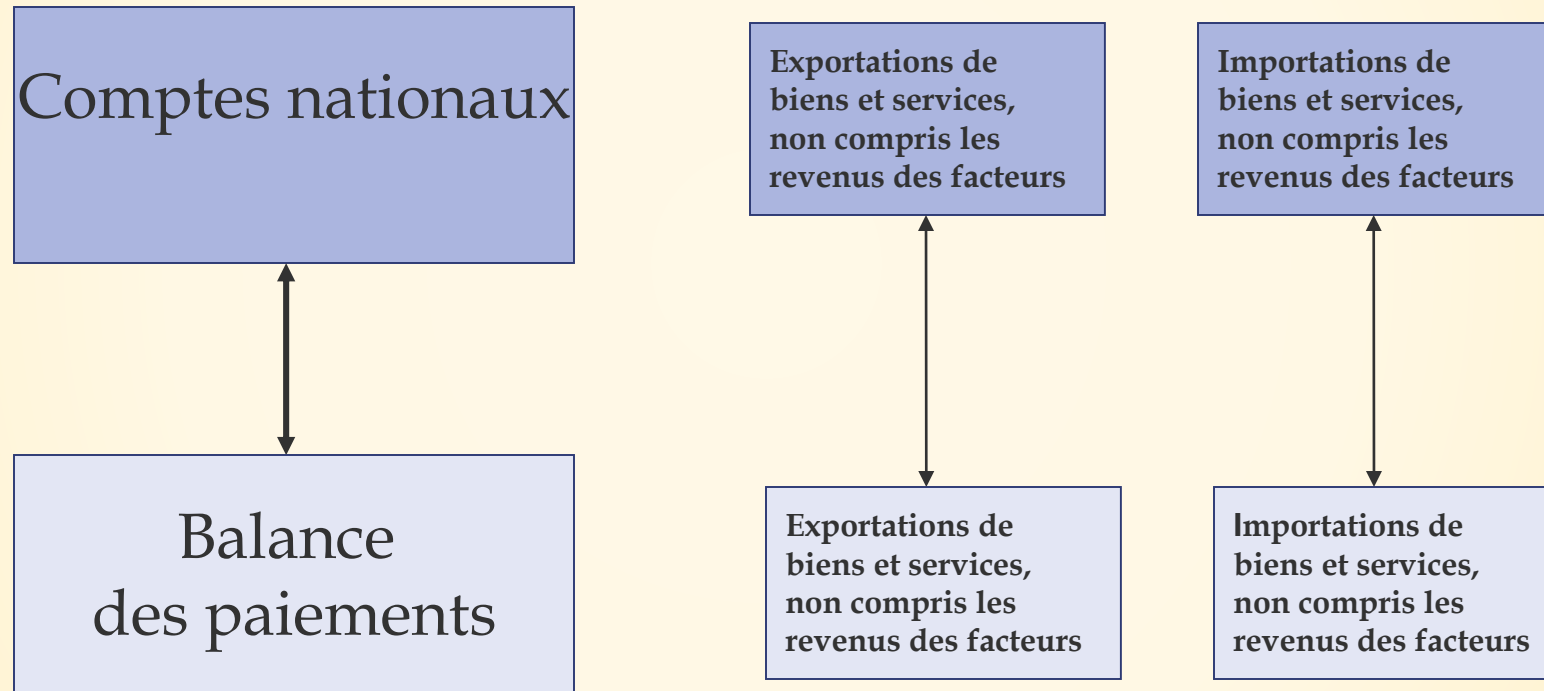 Comptes nationaux
Exportations de
biens et services,
non compris les
revenus des facteurs
Importations de
biens et services,
non compris les
revenus des facteurs
Balance
des paiements
Exportations de
biens et services,
non compris les
revenus des facteurs
Importations de
biens et services,
non compris les
revenus des facteurs